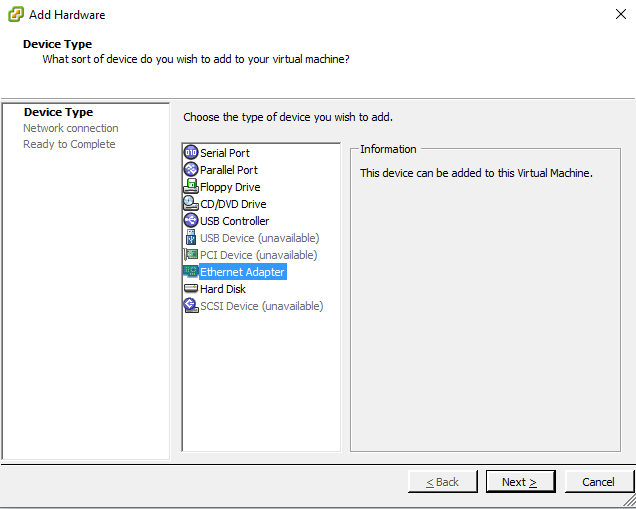 Add Hardware
Device Type
What sort of device do you wish to add to your virtual machine?
Device Type
Network connection
Ready to Complete
Choose the type of device you wish to add.
Serial Port
Parallel Port
Floppy Drive
CD/DVD Drive
USB Controller
USB Device (unavailable)
PCI Device (unavailable)
Ethernet Adapter
Hard Disk
SCSI Device (unavailable)
Information
This device can be added to this Virtual Machine.
< Back
Next >
Cancel